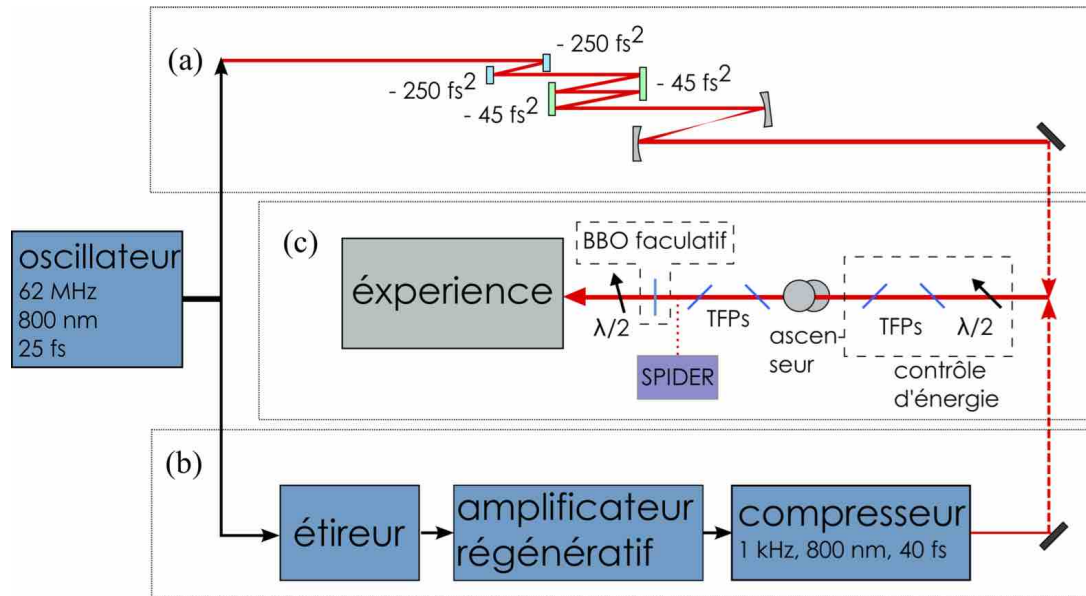 (a)
- 250 fs²
- 250 fs²
- 45 fs²
- 45 fs²
oscillateur
62 MHz
800 nm
25 fs
(c)
BBO faculatif
éxperience
λ/2
TFPs
SPIDER
ascen-
seur
TFPs
λ/2
contrôle
d'énergie
(b)
étireur
amplificateur
régénératif
compresseur
1 kHz, 800 nm, 40 fs